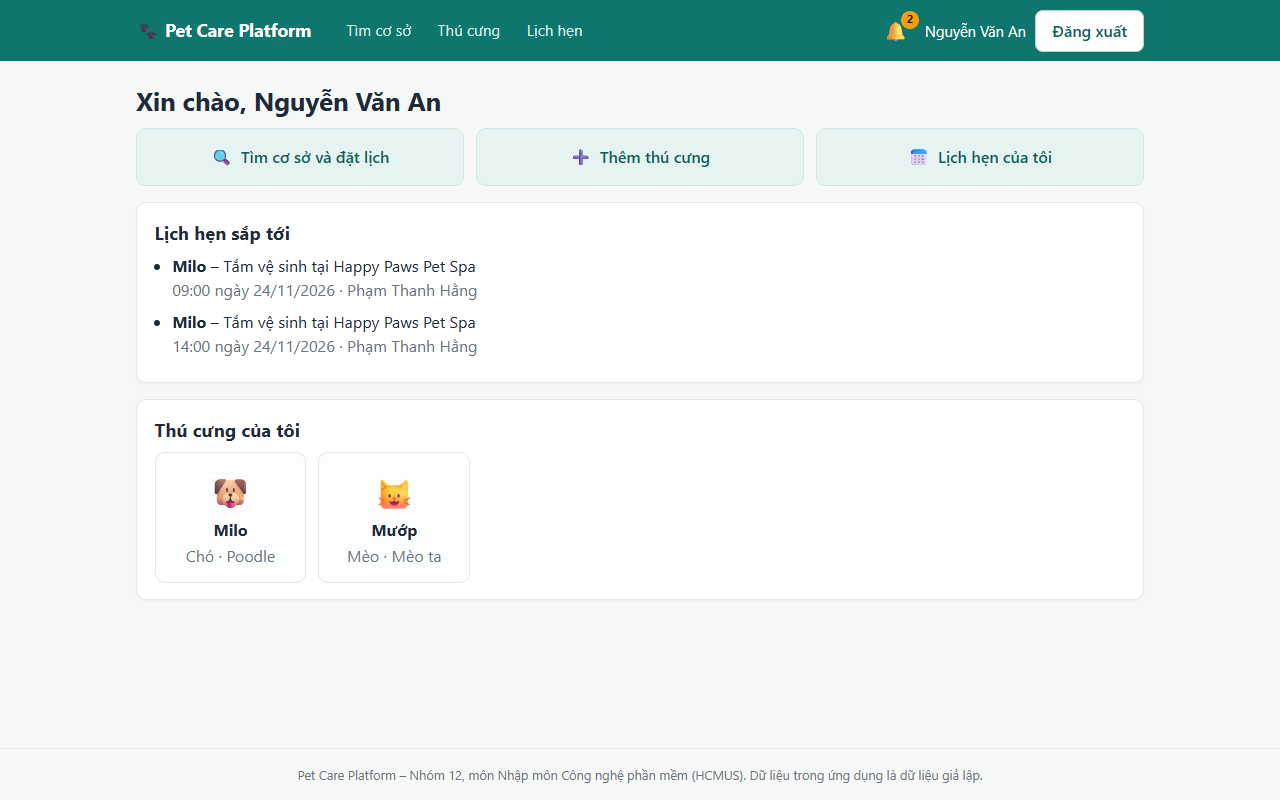 Pet Care Platform
Tìm cơ sở
Thú cưng
Lịch hẹn
2
Nguyễn Văn An
Đăng xuất
Xin chào, Nguyễn Văn An
Tìm cơ sở và đặt lịch
Thêm thú cưng
Lịch hẹn của tôi
Lịch hẹn sắp tới
Milo – Tắm vệ sinh tại Happy Paws Pet Spa
09:00 ngày 24/11/2026 · Phạm Thanh Hằng
Milo – Tắm vệ sinh tại Happy Paws Pet Spa
14:00 ngày 24/11/2026 · Phạm Thanh Hằng
Thú cưng của tôi
Milo
Chó · Poodle
Mướp
Mèo · Mèo ta
Pet Care Platform – Nhóm 12, môn Nhập môn Công nghệ phần mềm (HCMUS). Dữ liệu trong ứng dụng là dữ liệu giả lập.